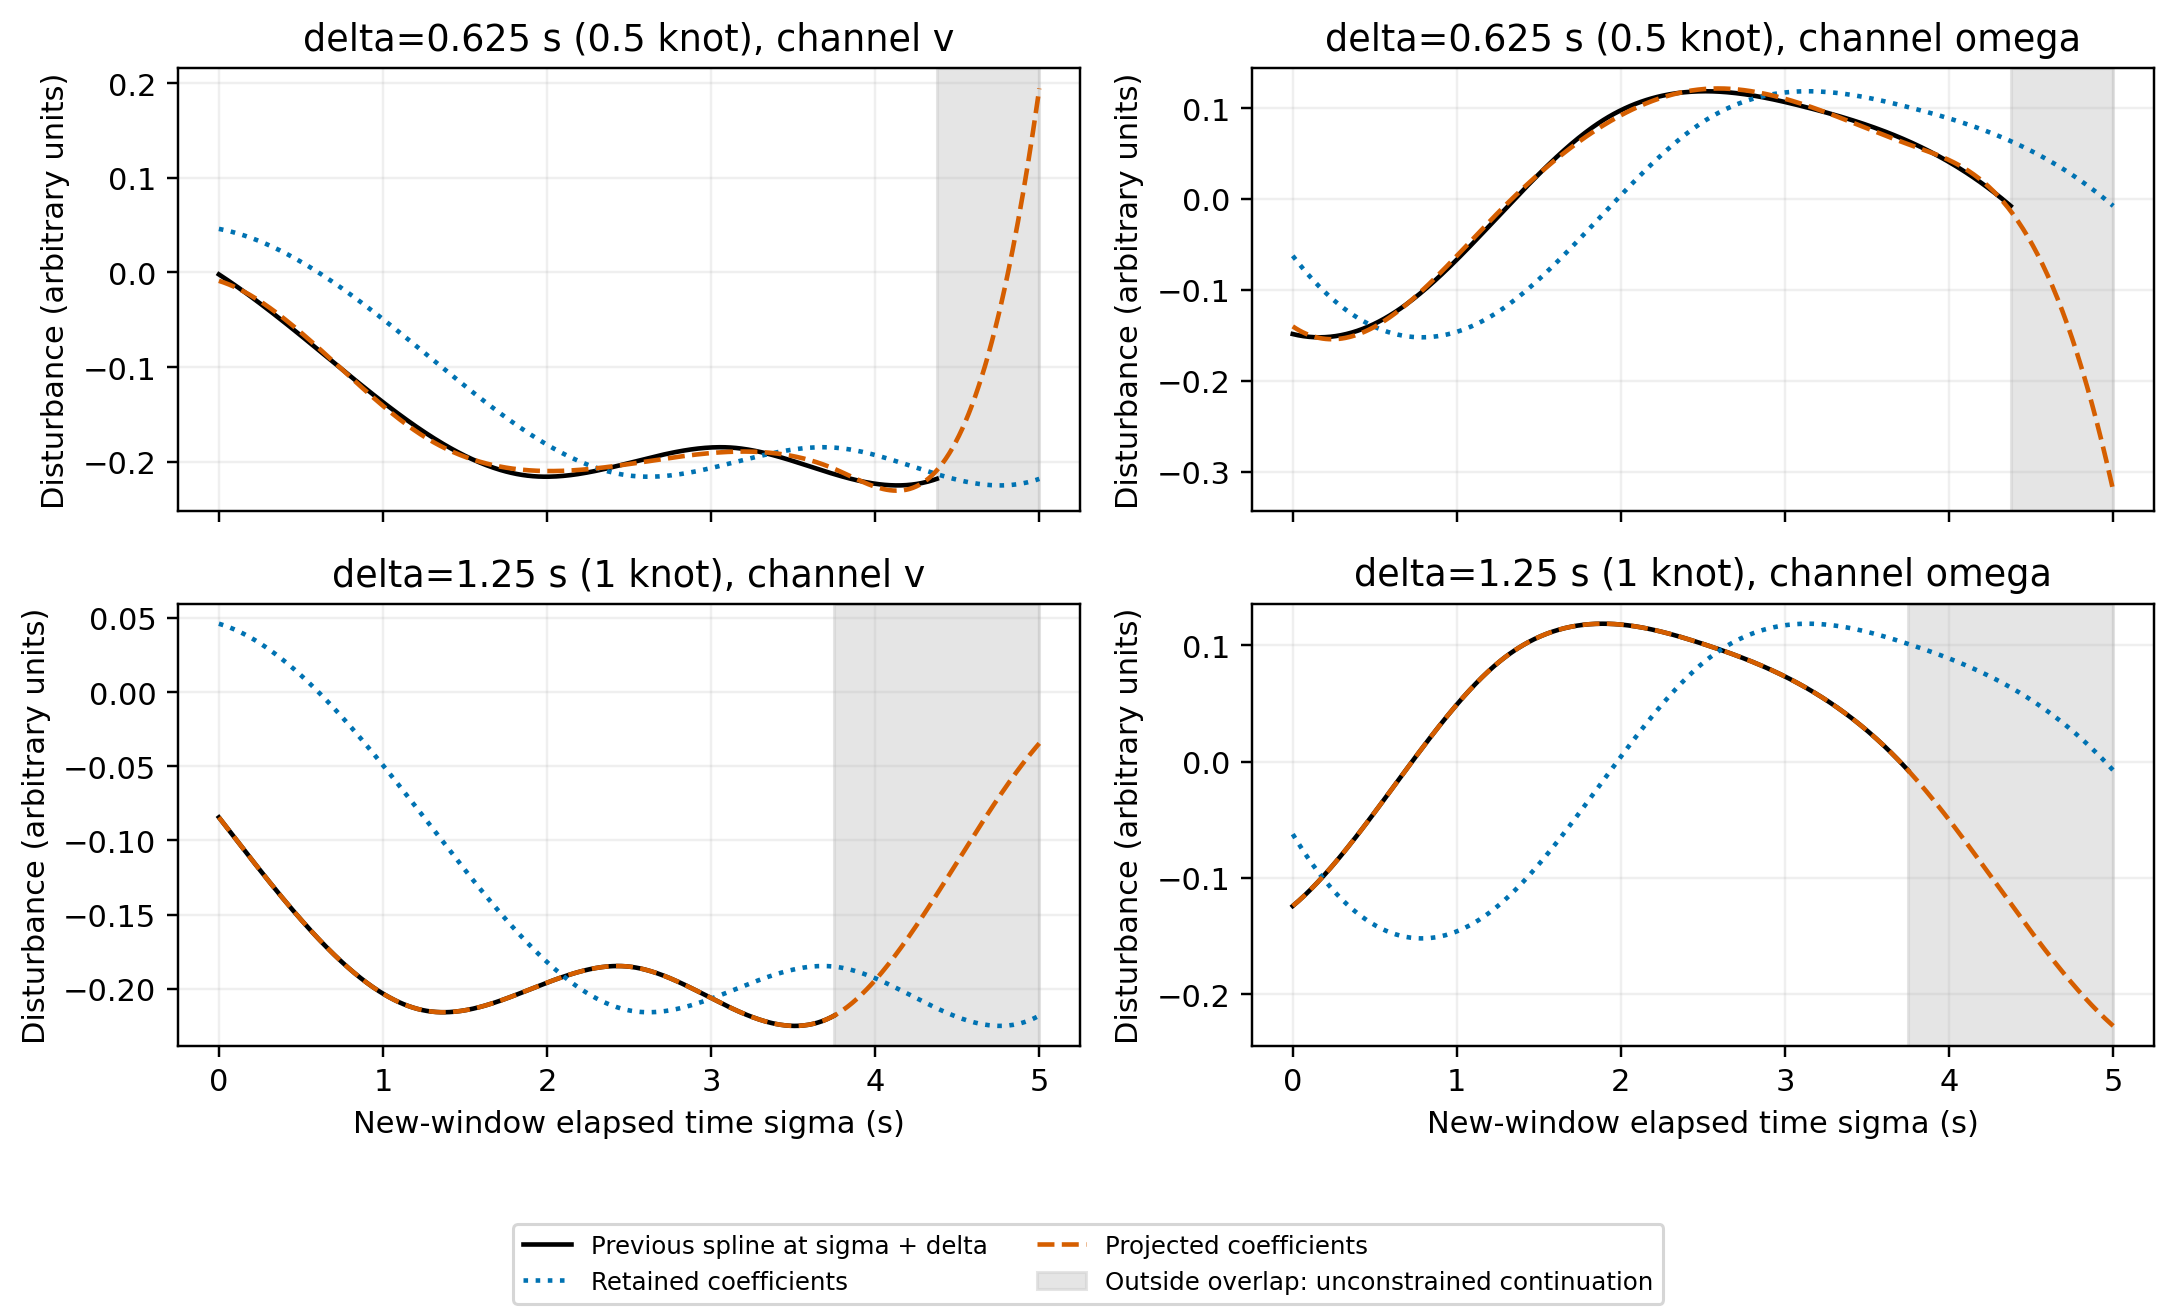 delta=0.625 s (0.5 knot), channel v
Disturbance (arbitrary units)
0.2
0.1
0.0
−0.1
−0.2
delta=0.625 s (0.5 knot), channel omega
Disturbance (arbitrary units)
0.1
0.0
−0.1
−0.2
−0.3
delta=1.25 s (1 knot), channel v
Disturbance (arbitrary units)
0.05
0.00
−0.05
−0.10
−0.15
−0.20
0 1 2 3 4 5
New-window elapsed time sigma (s)
delta=1.25 s (1 knot), channel omega
Disturbance (arbitrary units)
0.1
0.0
−0.1
−0.2
0 1 2 3 4 5
New-window elapsed time sigma (s)
Previous spline at sigma + delta
Retained coefficients
Projected coefficients
Outside overlap: unconstrained continuation